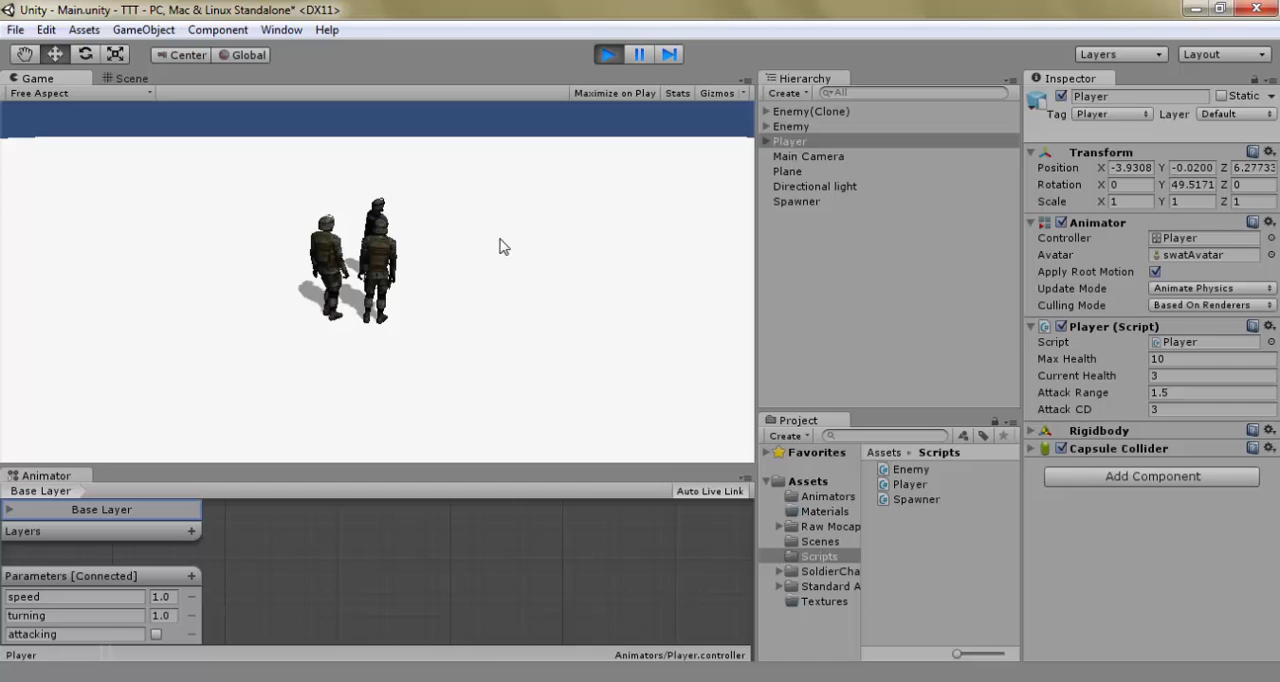 Unity - Main.unity - TTT - PC, Mac & Linux Standalone* <DX11>
File Edit Assets GameObject Component Window Help
Center Global Layers Layout
Game Scene
Free Aspect Maximize on Play Stats Gizmos
Hierarchy
Create All
Enemy(Clone)
Enemy
Player
Main Camera
Plane
Directional light
Spawner
Inspector
Player Static
Tag Player Layer Default
Transform
Position X -3.9308 Y -0.0200 Z 6.27733
Rotation X 0 Y 49.5171 Z 0
Scale X 1 Y 1 Z 1
Animator
Controller Player
Avatar swatAvatar
Apply Root Motion
Update Mode Animate Physics
Culling Mode Based On Renderers
Player (Script)
Script Player
Max Health 10
Current Health 3
Attack Range 1.5
Attack CD 3
Rigidbody
Capsule Collider
Add Component
Project
Create
Favorites
Assets
Animators
Materials
Raw Mocap
Scenes
Scripts
SoldierCha
Standard A
Textures
Assets Scripts
Enemy
Player
Spawner
Animator
Base Layer Auto Live Link
Base Layer
Layers +
Parameters [Connected] +
speed 1.0
turning 1.0
attacking
Player Animators/Player.controller